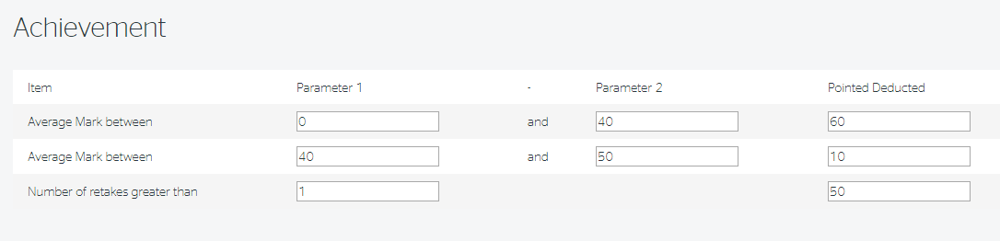 Achievement
Item Parameter 1 - Parameter 2 Pointed Deducted
Average Mark between 0 and 40 60
Average Mark between 40 and 50 10
Number of retakes greater than 1 50